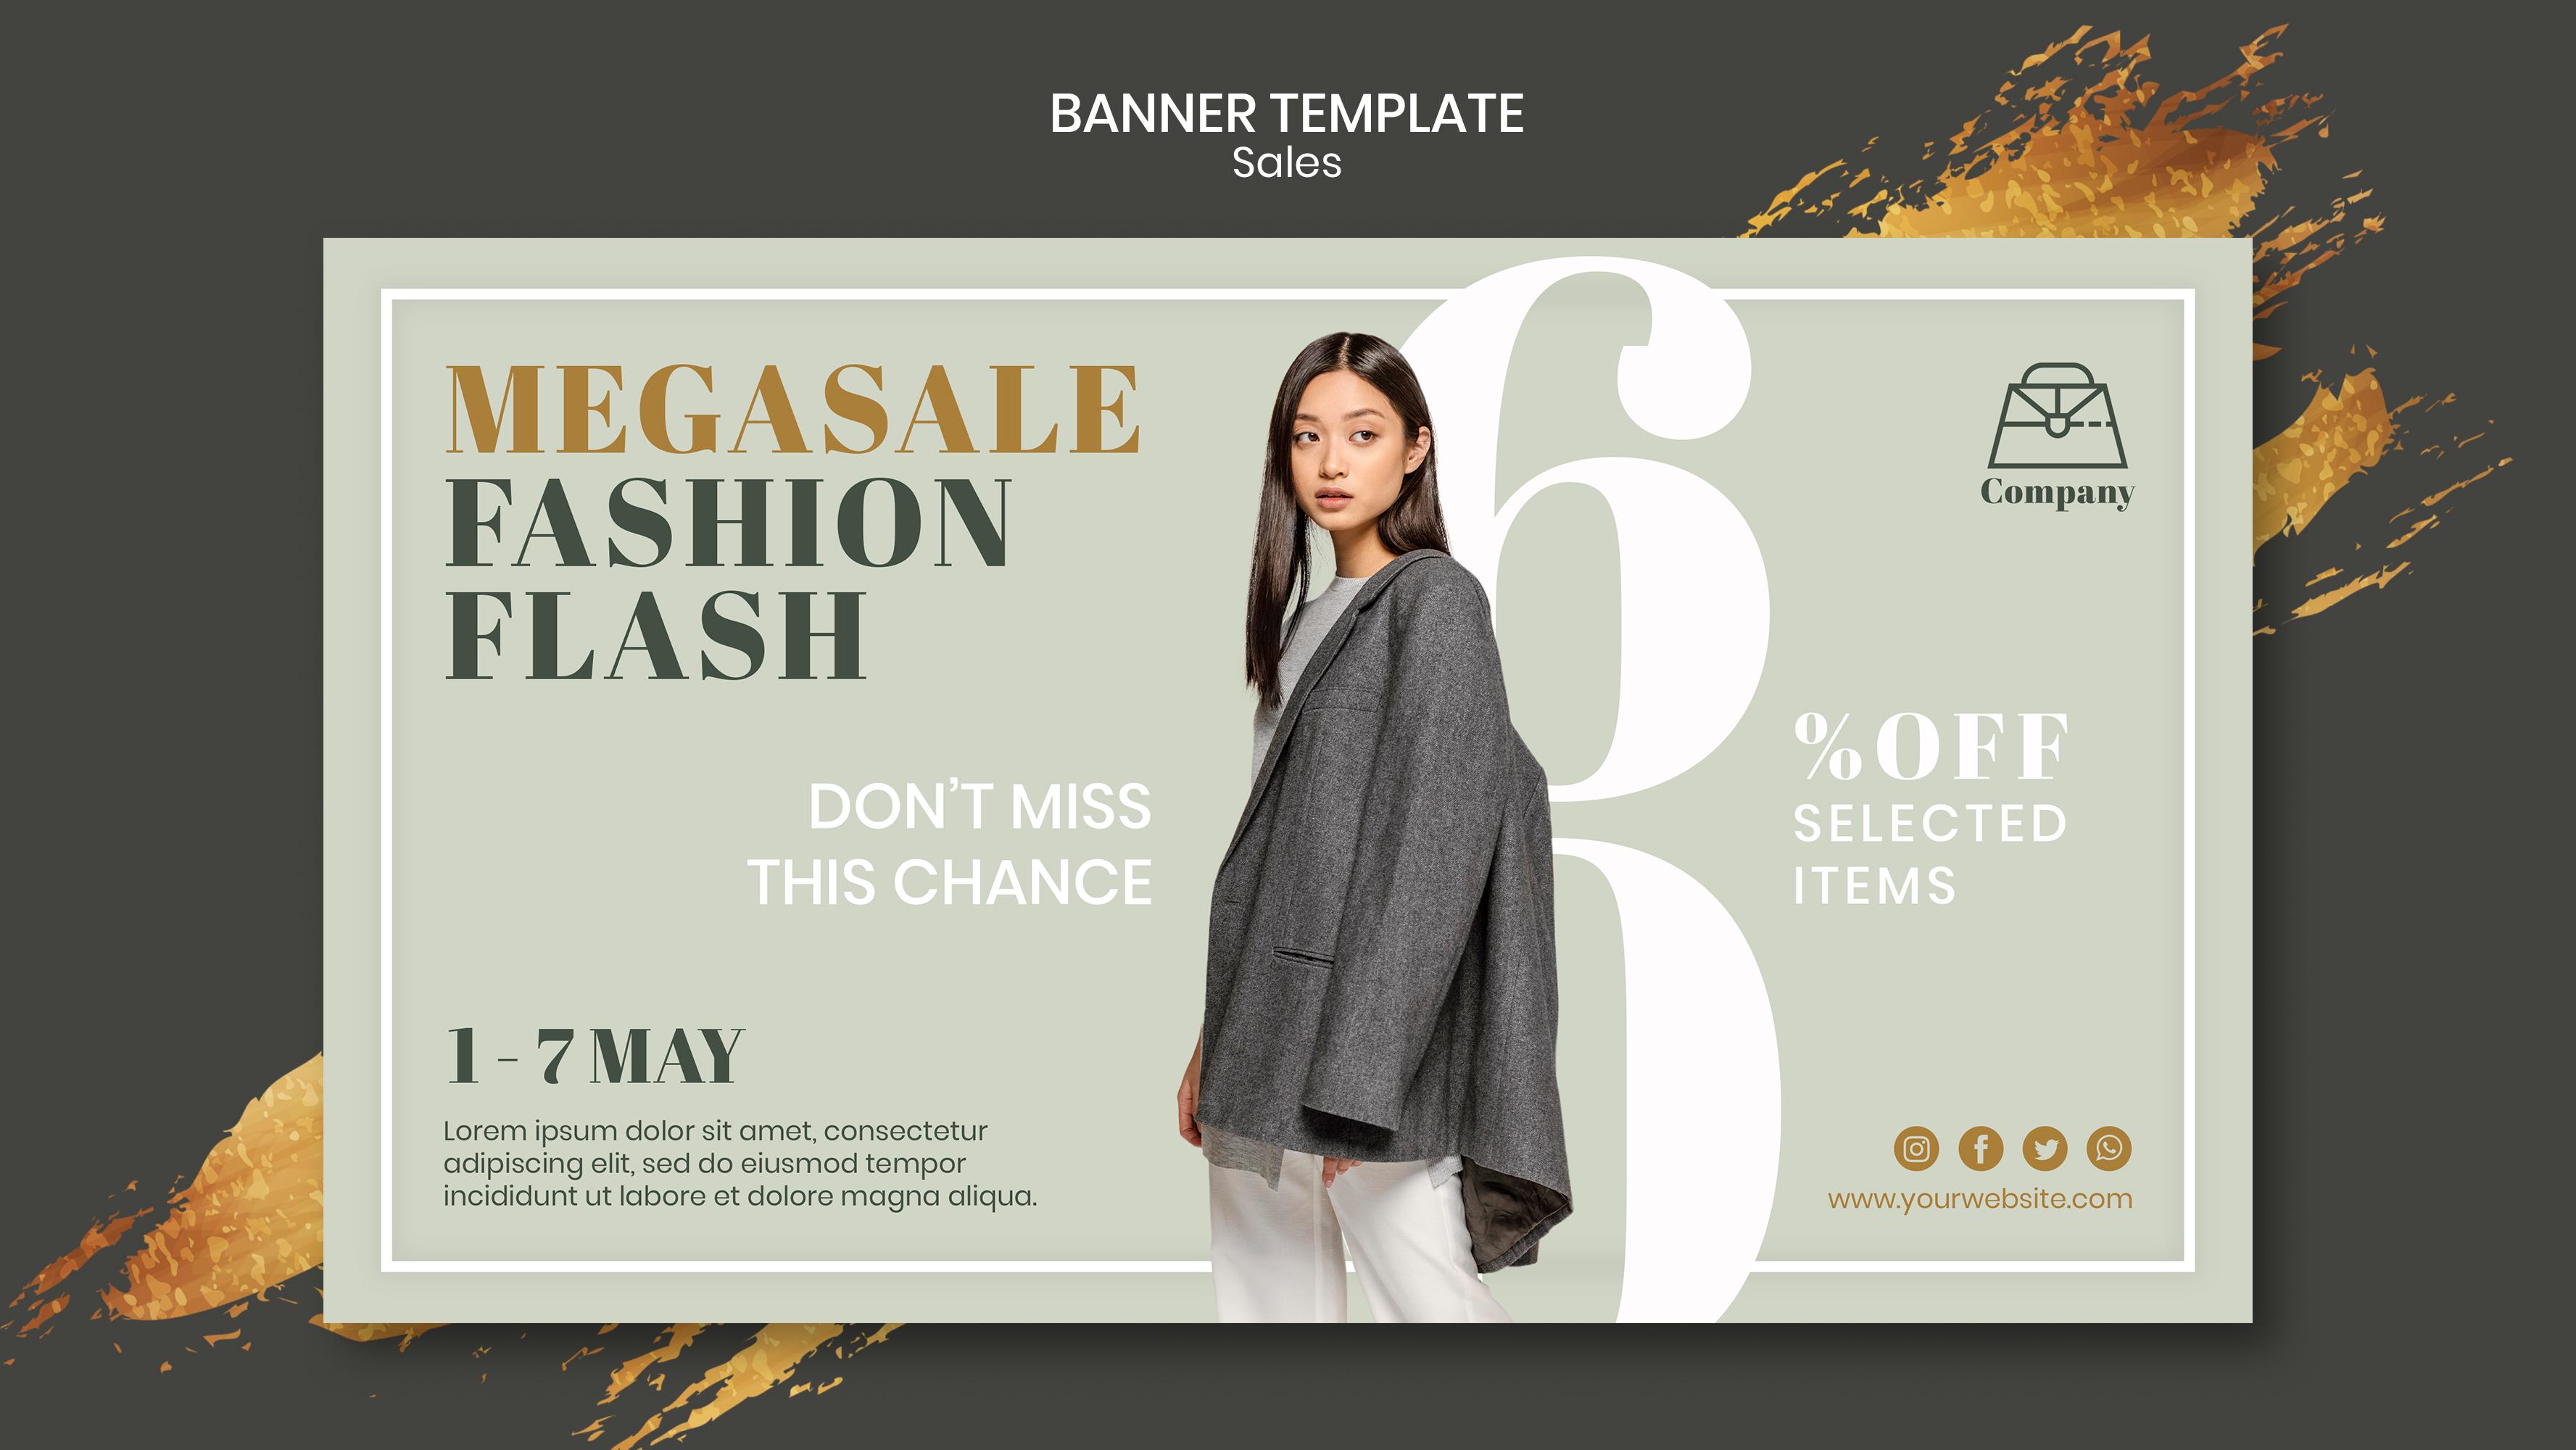 BANNER TEMPLATE
Sales
MEGASALE
FASHION
FLASH
DON'T MISS
THIS CHANCE
1 - 7 MAY
Lorem ipsum dolor sit amet, consectetur
adipiscing elit, sed do eiusmod tempor
incididunt ut labore et dolore magna aliqua.
6
Company
%OFF
SELECTED
ITEMS
www.yourwebsite.com